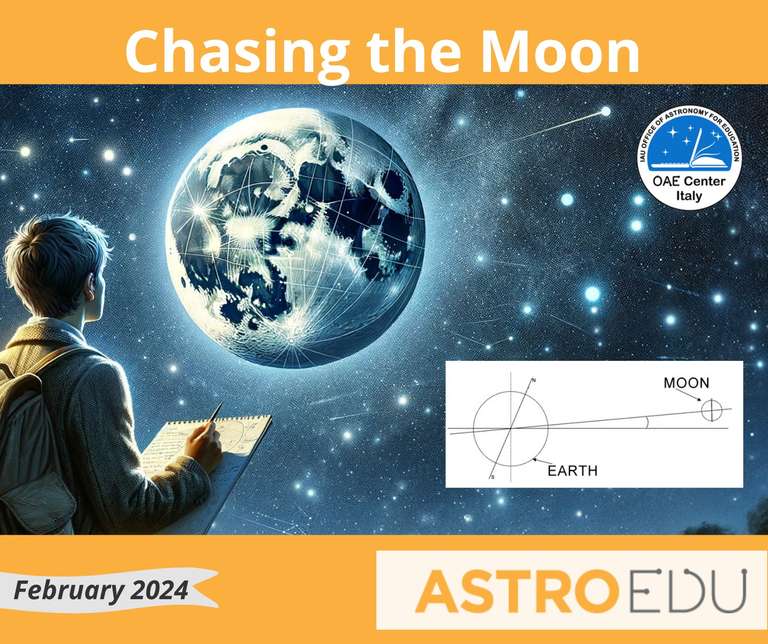 Chasing the Moon
IAU OFFICE OF ASTRONOMY FOR EDUCATION
OAE Center
Italy
MOON
N
EARTH
S
February 2024
ASTROEDU